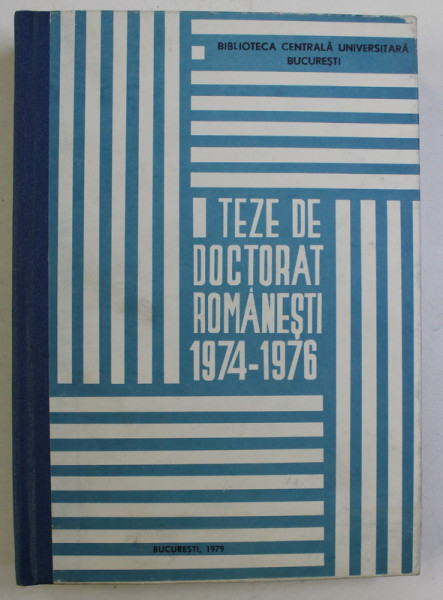 BIBLIOTECA CENTRALĂ UNIVERSITARĂ
BUCUREȘTI
TEZE DE
DOCTORAT
ROMÂNEȘTI
1974-1976
BUCUREȘTI, 1979